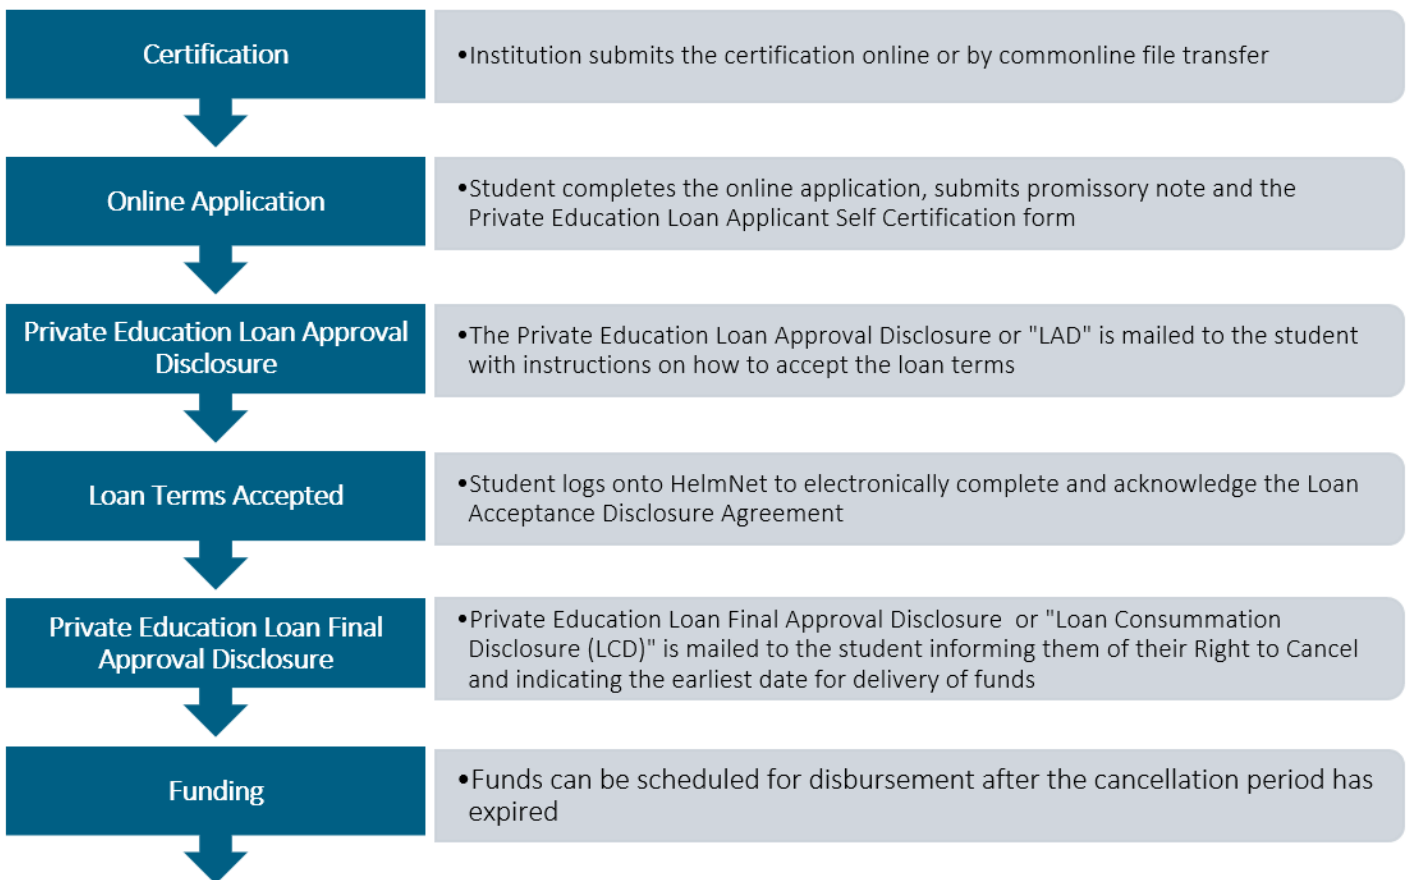 Certification
•Institution submits the certification online or by commonline file transfer
Online Application
•Student completes the online application, submits promissory note and the
Private Education Loan Applicant Self Certification form
Private Education Loan Approval
Disclosure
•The Private Education Loan Approval Disclosure or "LAD" is mailed to the student
with instructions on how to accept the loan terms
Loan Terms Accepted
•Student logs onto HelmNet to electronically complete and acknowledge the Loan
Acceptance Disclosure Agreement
Private Education Loan Final
Approval Disclosure
•Private Education Loan Final Approval Disclosure  or "Loan Consummation
Disclosure (LCD)" is mailed to the student informing them of their Right to Cancel
and indicating the earliest date for delivery of funds
Funding
•Funds can be scheduled for disbursement after the cancellation period has
expired